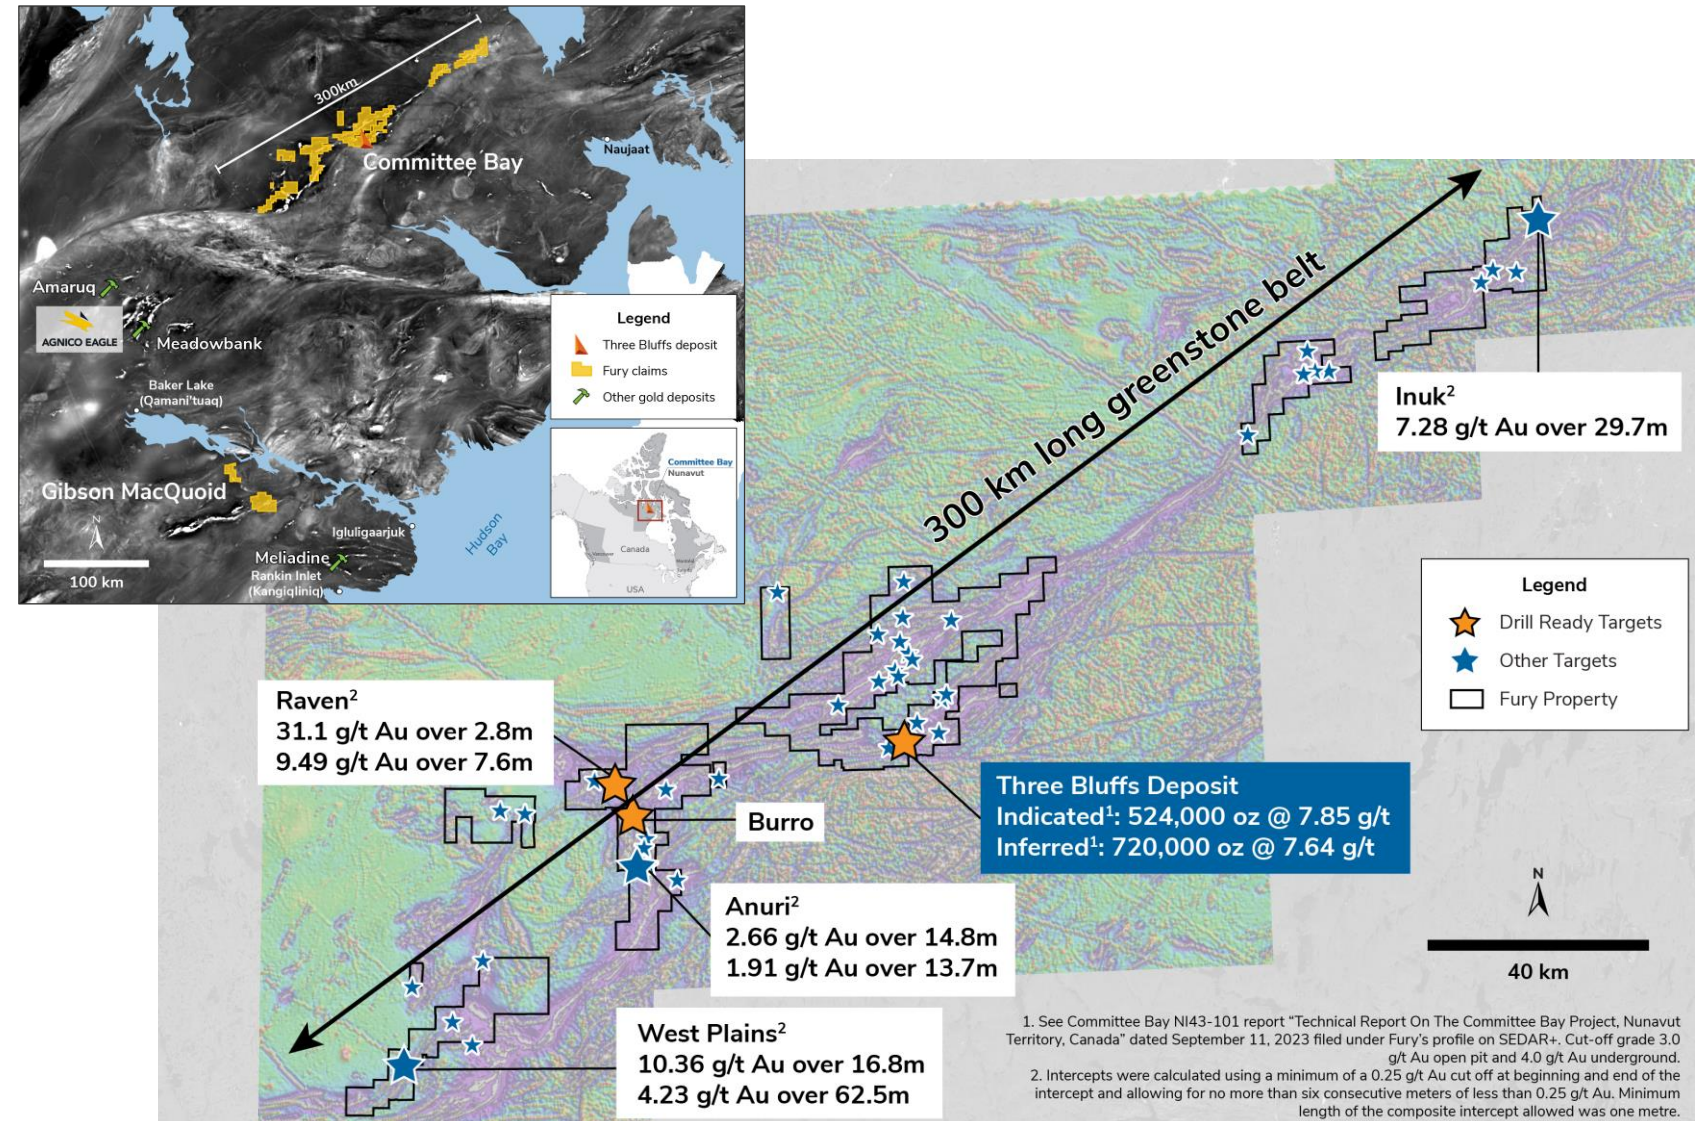 300km
Committee Bay
Naujaat
Amaruq
AGNICO EAGLE
Meadowbank
Baker Lake
(Qamani'tuaq)
Gibson MacQuoid
N
100 km
Igluligaarjuk
Meliadine
Rankin Inlet
(Kangiqliniq)
Hudson
Bay
Legend
Three Bluffs deposit
Fury claims
Other gold deposits
Committee Bay
Nunavut
Canada
USA
300 km long greenstone belt
Inuk²
7.28 g/t Au over 29.7m
Legend
Drill Ready Targets
Other Targets
Fury Property
Raven²
31.1 g/t Au over 2.8m
9.49 g/t Au over 7.6m
Burro
Three Bluffs Deposit
Indicated¹: 524,000 oz @ 7.85 g/t
Inferred¹: 720,000 oz @ 7.64 g/t
Anuri²
2.66 g/t Au over 14.8m
1.91 g/t Au over 13.7m
West Plains²
10.36 g/t Au over 16.8m
4.23 g/t Au over 62.5m
N
40 km
1. See Committee Bay NI43-101 report “Technical Report On The Committee Bay Project, Nunavut
Territory, Canada” dated September 11, 2023 filed under Fury’s profile on SEDAR+. Cut-off grade 3.0
g/t Au open pit and 4.0 g/t Au underground.
2. Intercepts were calculated using a minimum of a 0.25 g/t Au cut off at beginning and end of the
intercept and allowing for no more than six consecutive meters of less than 0.25 g/t Au. Minimum
length of the composite intercept allowed was one metre.